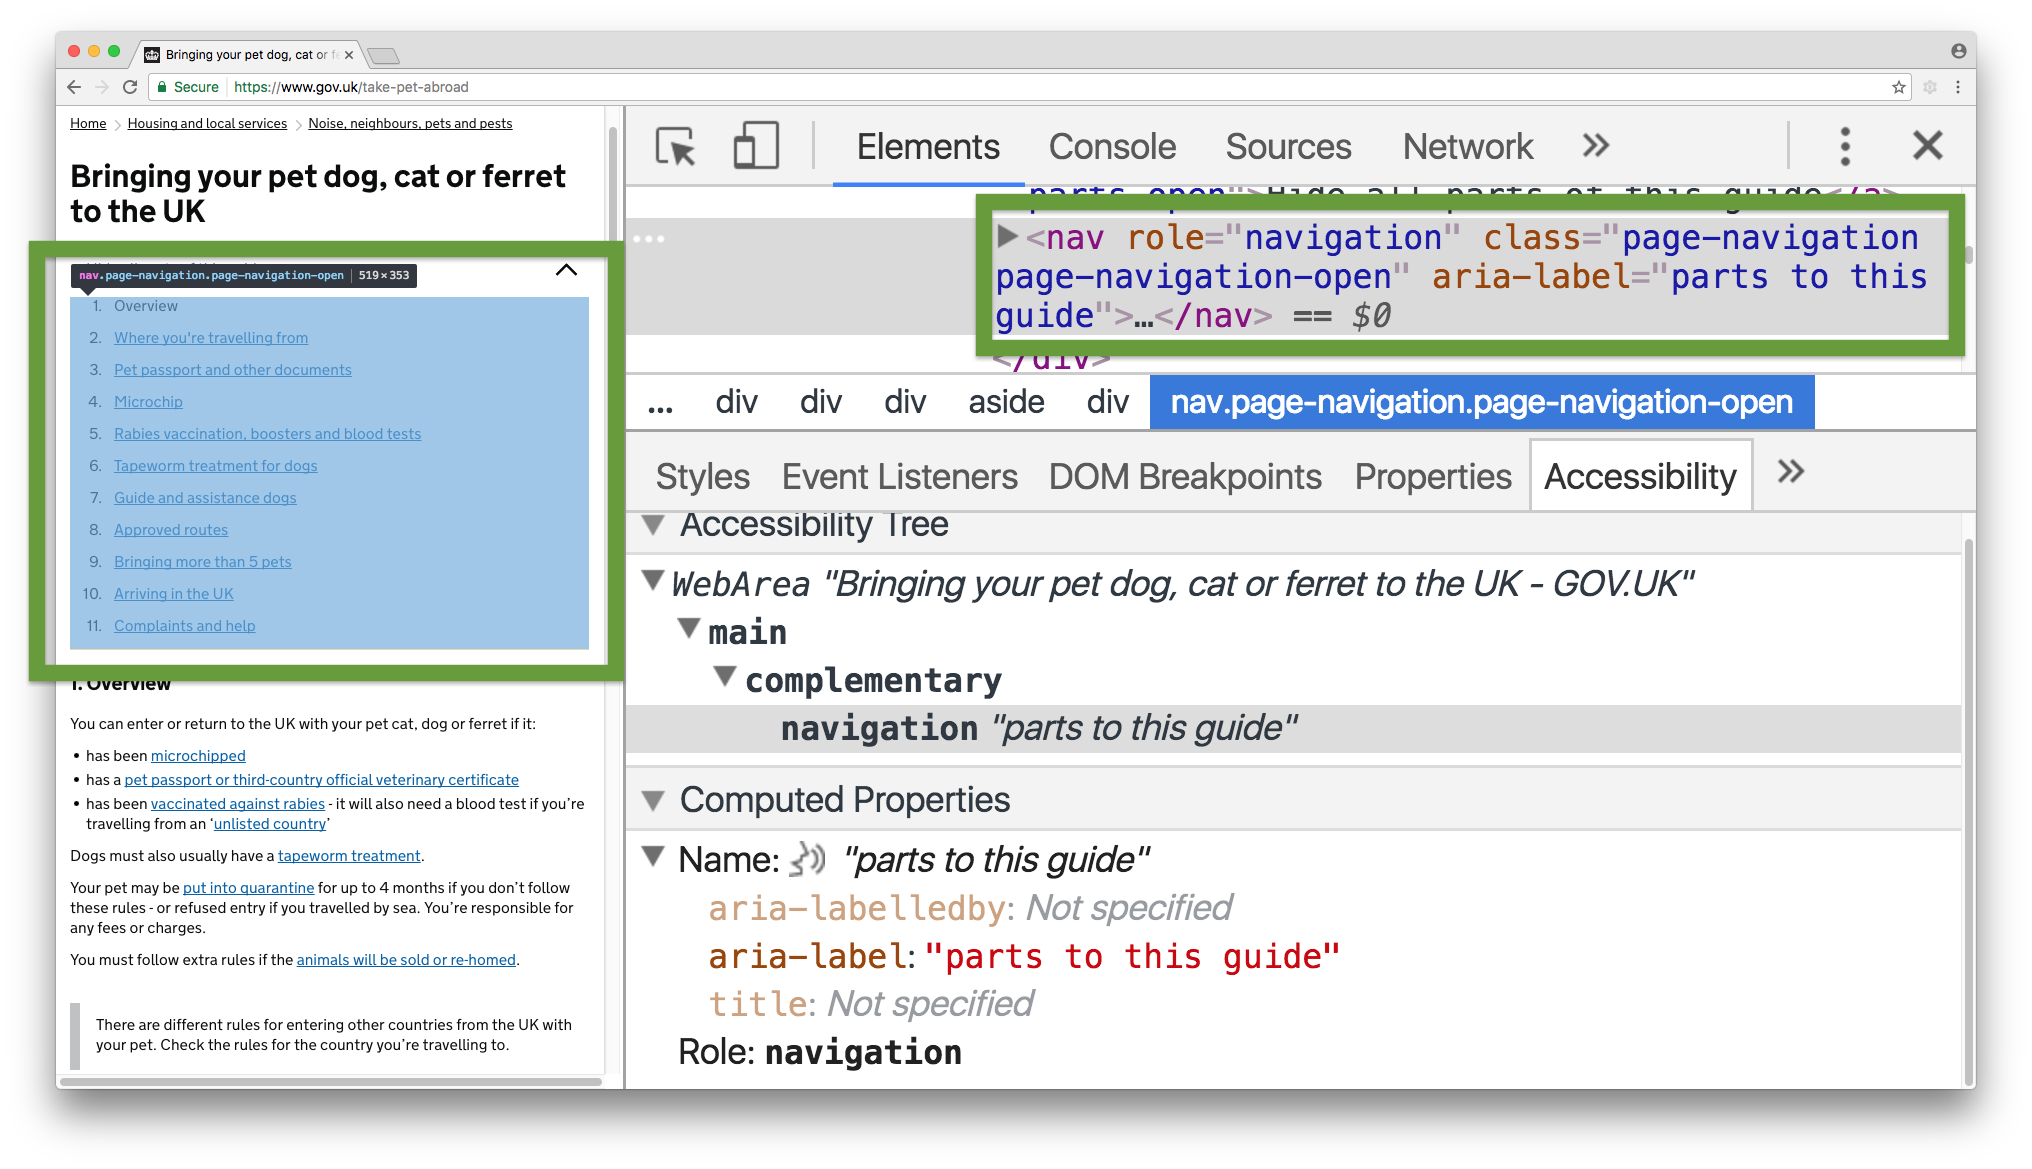 Bringing your pet dog, cat or fe
Secure https://www.gov.uk/take-pet-abroad
Home Housing and local services Noise, neighbours, pets and pests
Bringing your pet dog, cat or ferret
to the UK
nav.page-navigation.page-navigation-open 519×353
1. Overview
2. Where you're travelling from
3. Pet passport and other documents
4. Microchip
5. Rabies vaccination, boosters and blood tests
6. Tapeworm treatment for dogs
7. Guide and assistance dogs
8. Approved routes
9. Bringing more than 5 pets
10. Arriving in the UK
11. Complaints and help
1. Overview
You can enter or return to the UK with your pet cat, dog or ferret if it:
• has been microchipped
• has a pet passport or third-country official veterinary certificate
• has been vaccinated against rabies - it will also need a blood test if you’re
travelling from an ‘unlisted country’
Dogs must also usually have a tapeworm treatment.
Your pet may be put into quarantine for up to 4 months if you don’t follow
these rules - or refused entry if you travelled by sea. You’re responsible for
any fees or charges.
You must follow extra rules if the animals will be sold or re-homed.
There are different rules for entering other countries from the UK with
your pet. Check the rules for the country you’re travelling to.
Elements Console Sources Network »
parts-open">Hide all parts of this guide</a>
<nav role="navigation" class="page-navigation
page-navigation-open" aria-label="parts to this
guide">…</nav> == $0
</div>
... div div div aside div nav.page-navigation.page-navigation-open
Styles Event Listeners DOM Breakpoints Properties Accessibility »
Accessibility Tree
WebArea "Bringing your pet dog, cat or ferret to the UK - GOV.UK"
main
complementary
navigation "parts to this guide"
Computed Properties
Name: "parts to this guide"
aria-labelledby: Not specified
aria-label: "parts to this guide"
title: Not specified
Role: navigation